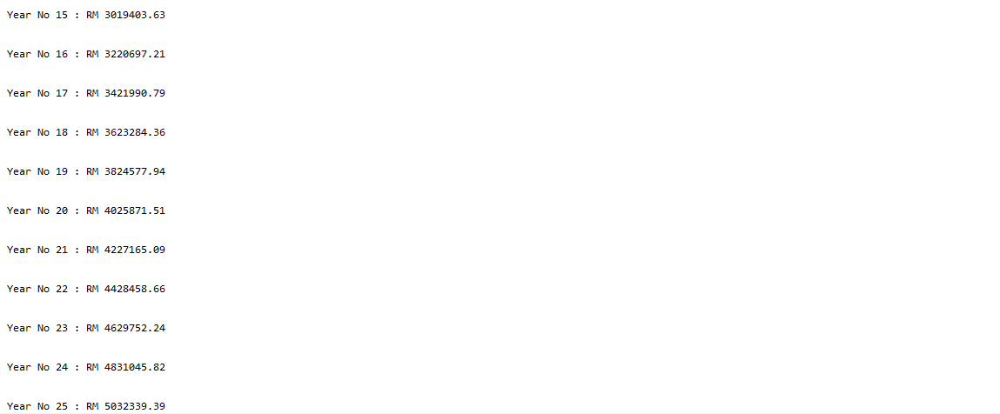 Year No 15 : RM 3019403.63
Year No 16 : RM 3220697.21
Year No 17 : RM 3421990.79
Year No 18 : RM 3623284.36
Year No 19 : RM 3824577.94
Year No 20 : RM 4025871.51
Year No 21 : RM 4227165.09
Year No 22 : RM 4428458.66
Year No 23 : RM 4629752.24
Year No 24 : RM 4831045.82
Year No 25 : RM 5032339.39